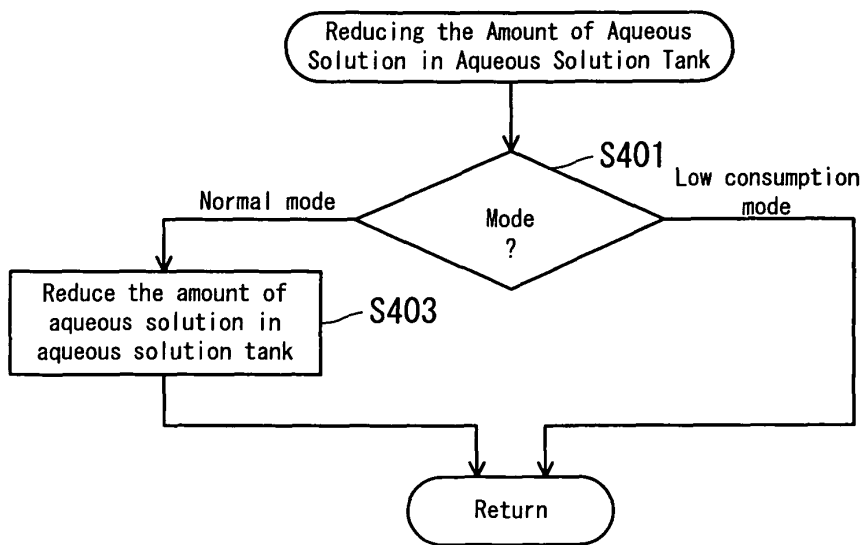 Reducing the Amount of Aqueous
Solution in Aqueous Solution Tank
S401
Low consumption
mode
Normal mode
Mode
?
Reduce the amount of
aqueous solution in
aqueous solution tank
S403
Return